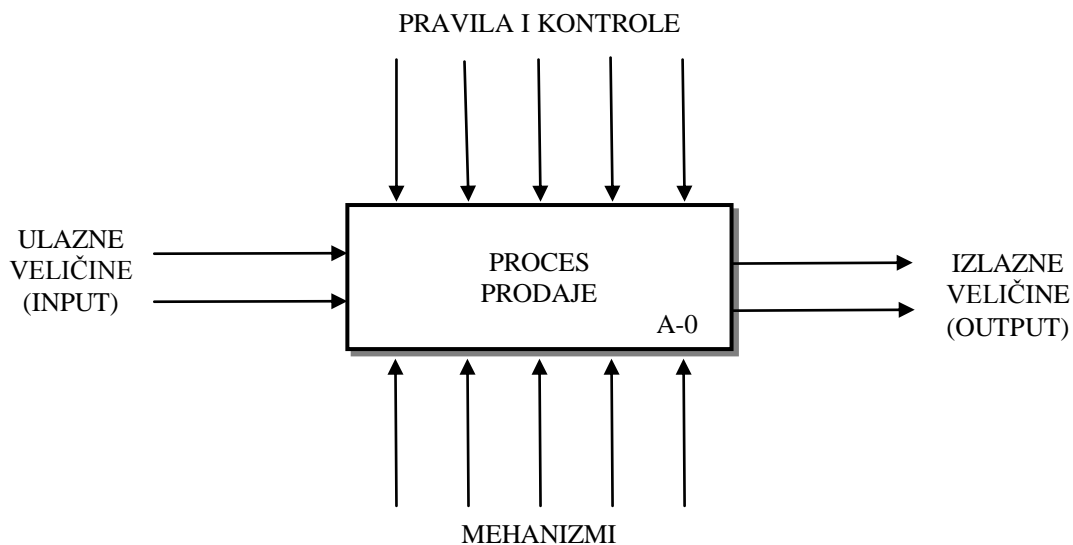 PRAVILA I KONTROLE
ULAZNE
VELIČINE
(INPUT)
PROCES
PRODAJE
A-0
IZLAZNE
VELIČINE
(OUTPUT)
MEHANIZMI